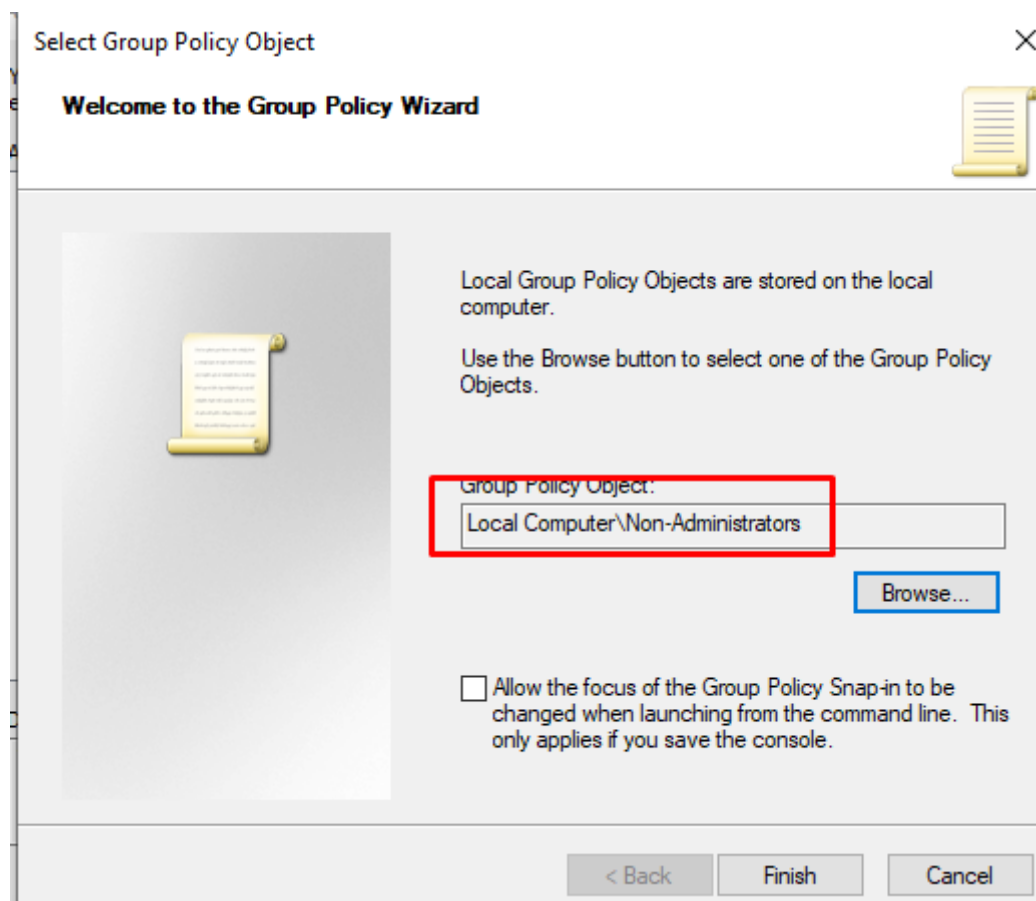 Select Group Policy Object
Welcome to the Group Policy Wizard
Local Group Policy Objects are stored on the local
computer.
Use the Browse button to select one of the Group Policy
Objects.
Group Policy Object:
Local Computer\Non-Administrators
Browse...
Allow the focus of the Group Policy Snap-in to be
changed when launching from the command line. This
only applies if you save the console.
< Back
Finish
Cancel